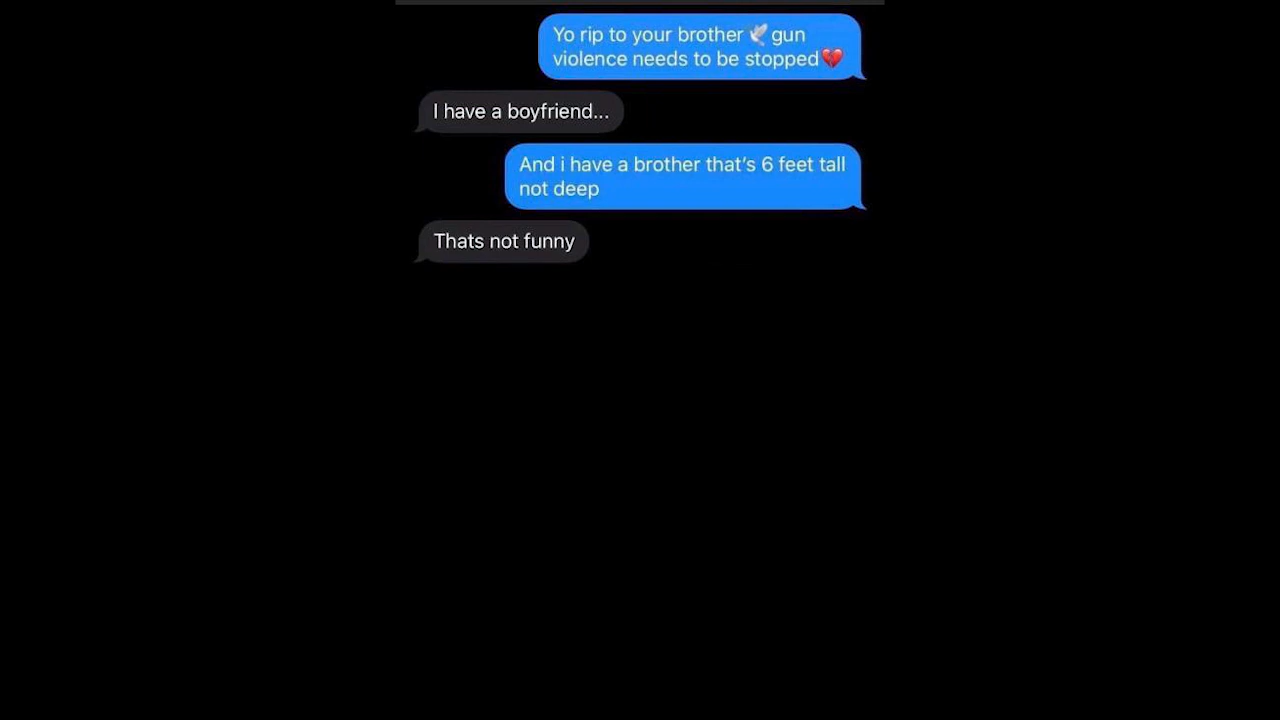 Yo rip to your brother 🕊️gun
violence needs to be stopped💔
I have a boyfriend...
And i have a brother that's 6 feet tall
not deep
Thats not funny